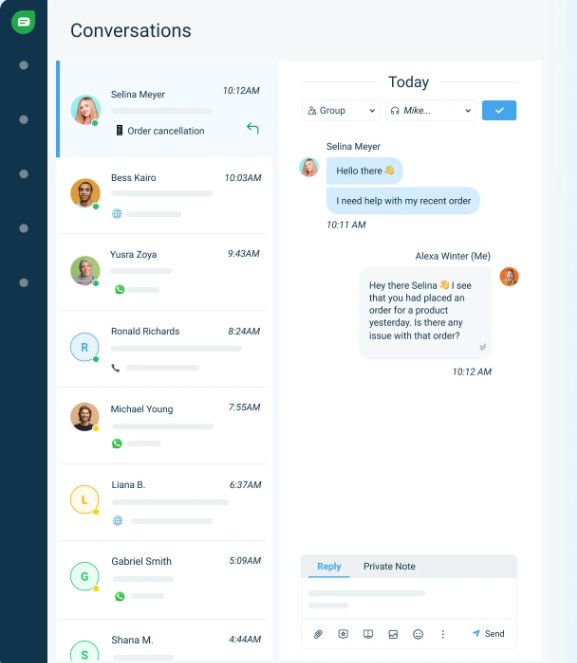 Conversations
Selina Meyer
10:12AM
Order cancellation
Bess Kairo
10:03AM
Yusra Zoya
9:43AM
R
Ronald Richards
8:24AM
Michael Young
7:55AM
L
Liana B.
6:37AM
G
Gabriel Smith
5:09AM
S
Shana M.
4:44AM
Today
Group
Mike...
Selina Meyer
Hello there 👋
I need help with my recent order
10:11 AM
Alexa Winter (Me)
Hey there Selina 👋 I see
that you had placed an
order for a product
yesterday. Is there any
issue with that order?
10:12 AM
Reply
Private Note
Send